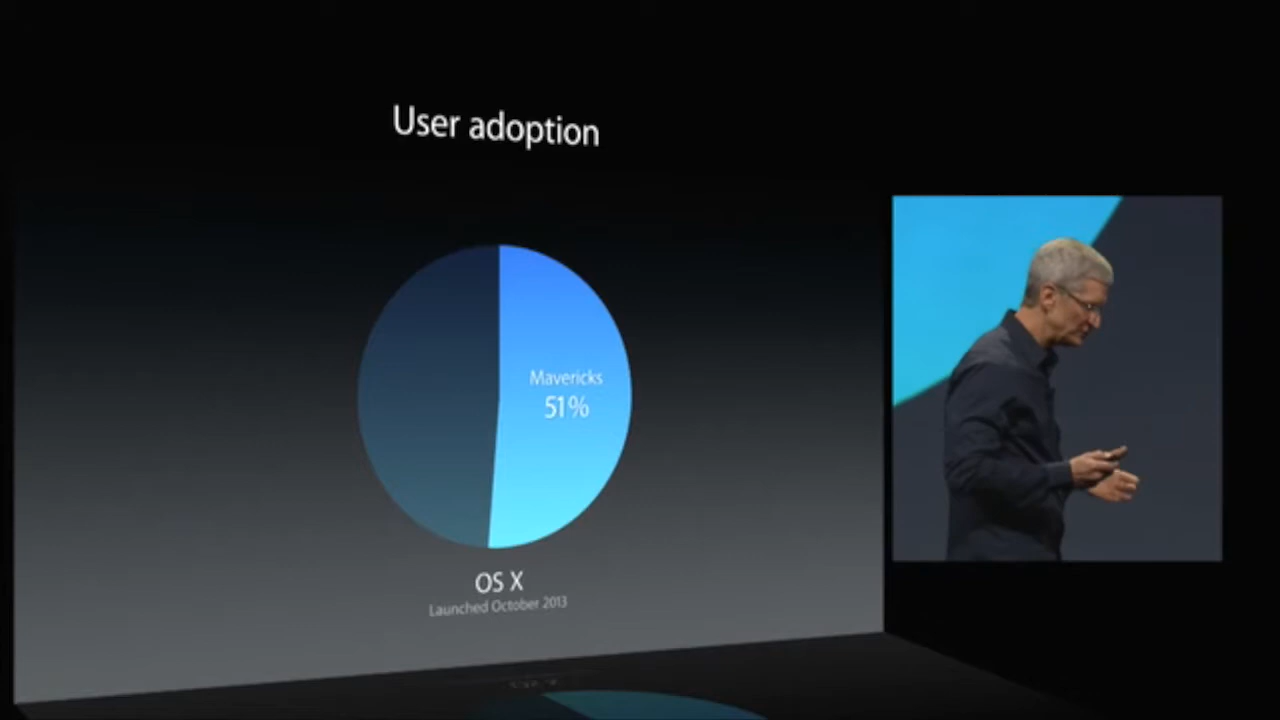 User adoption
Mavericks
51%
OS X
Launched October 2013